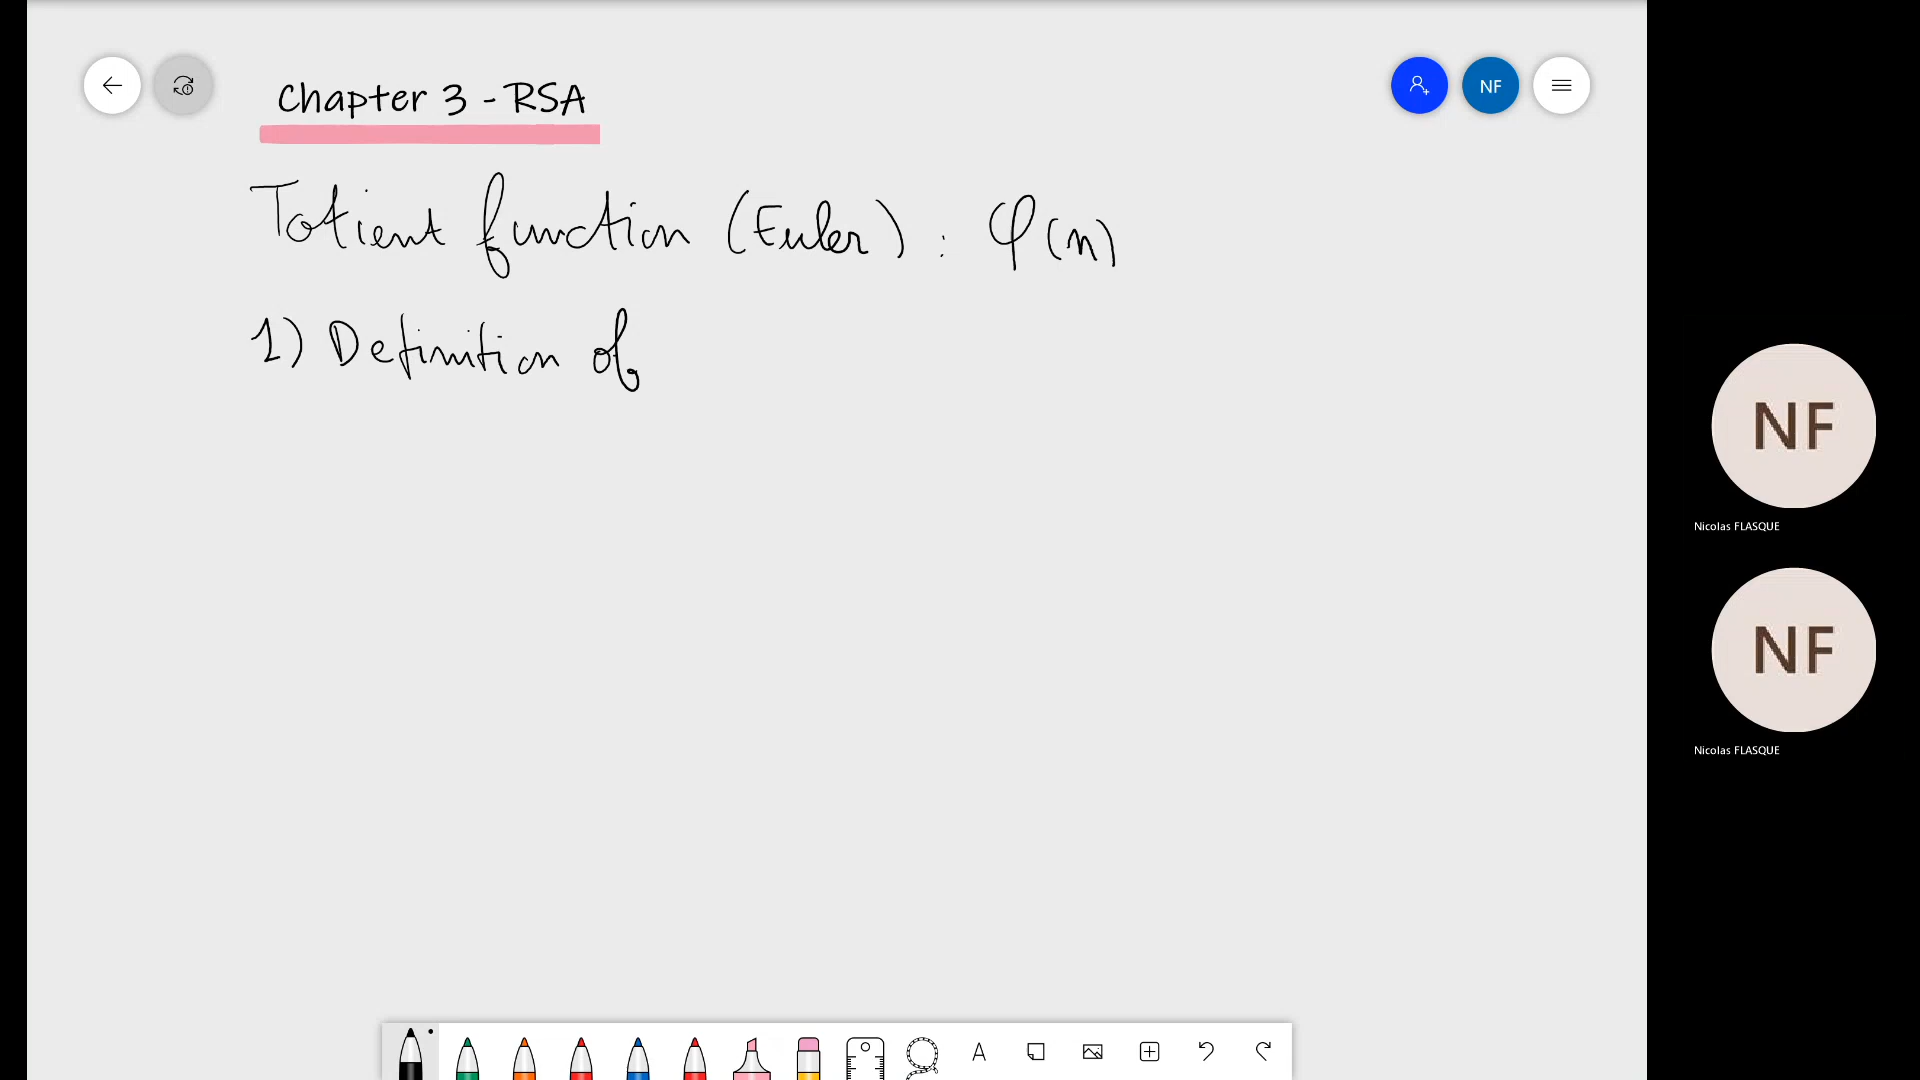 Chapter 3 - RSA
NF
Totient function (Euler) : φ(n)
1) Definition of
NF
Nicolas FLASQUE
NF
Nicolas FLASQUE
A